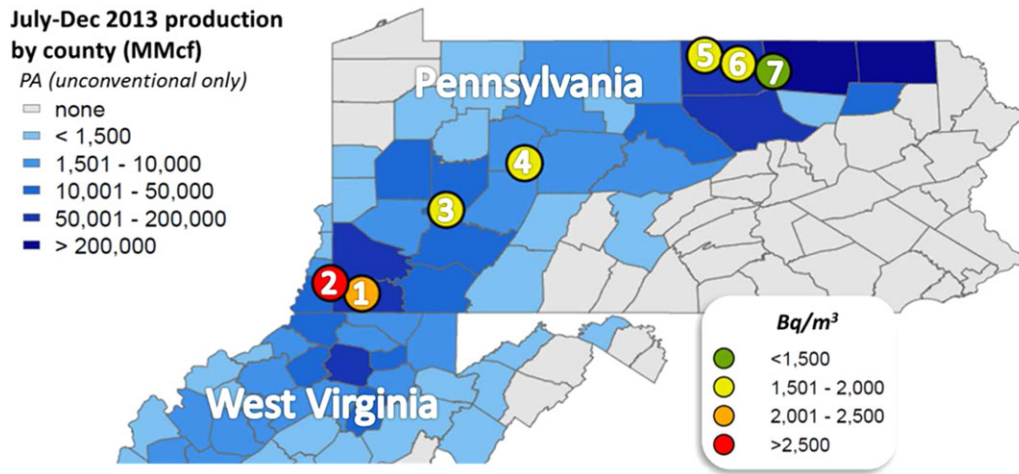 July-Dec 2013 production
by county (MMcf)
PA (unconventional only)
none
< 1,500
1,501 - 10,000
10,001 - 50,000
50,001 - 200,000
> 200,000
Pennsylvania
5
6
7
4
3
2
1
West Virginia
Bq/m³
<1,500
1,501 - 2,000
2,001 - 2,500
>2,500